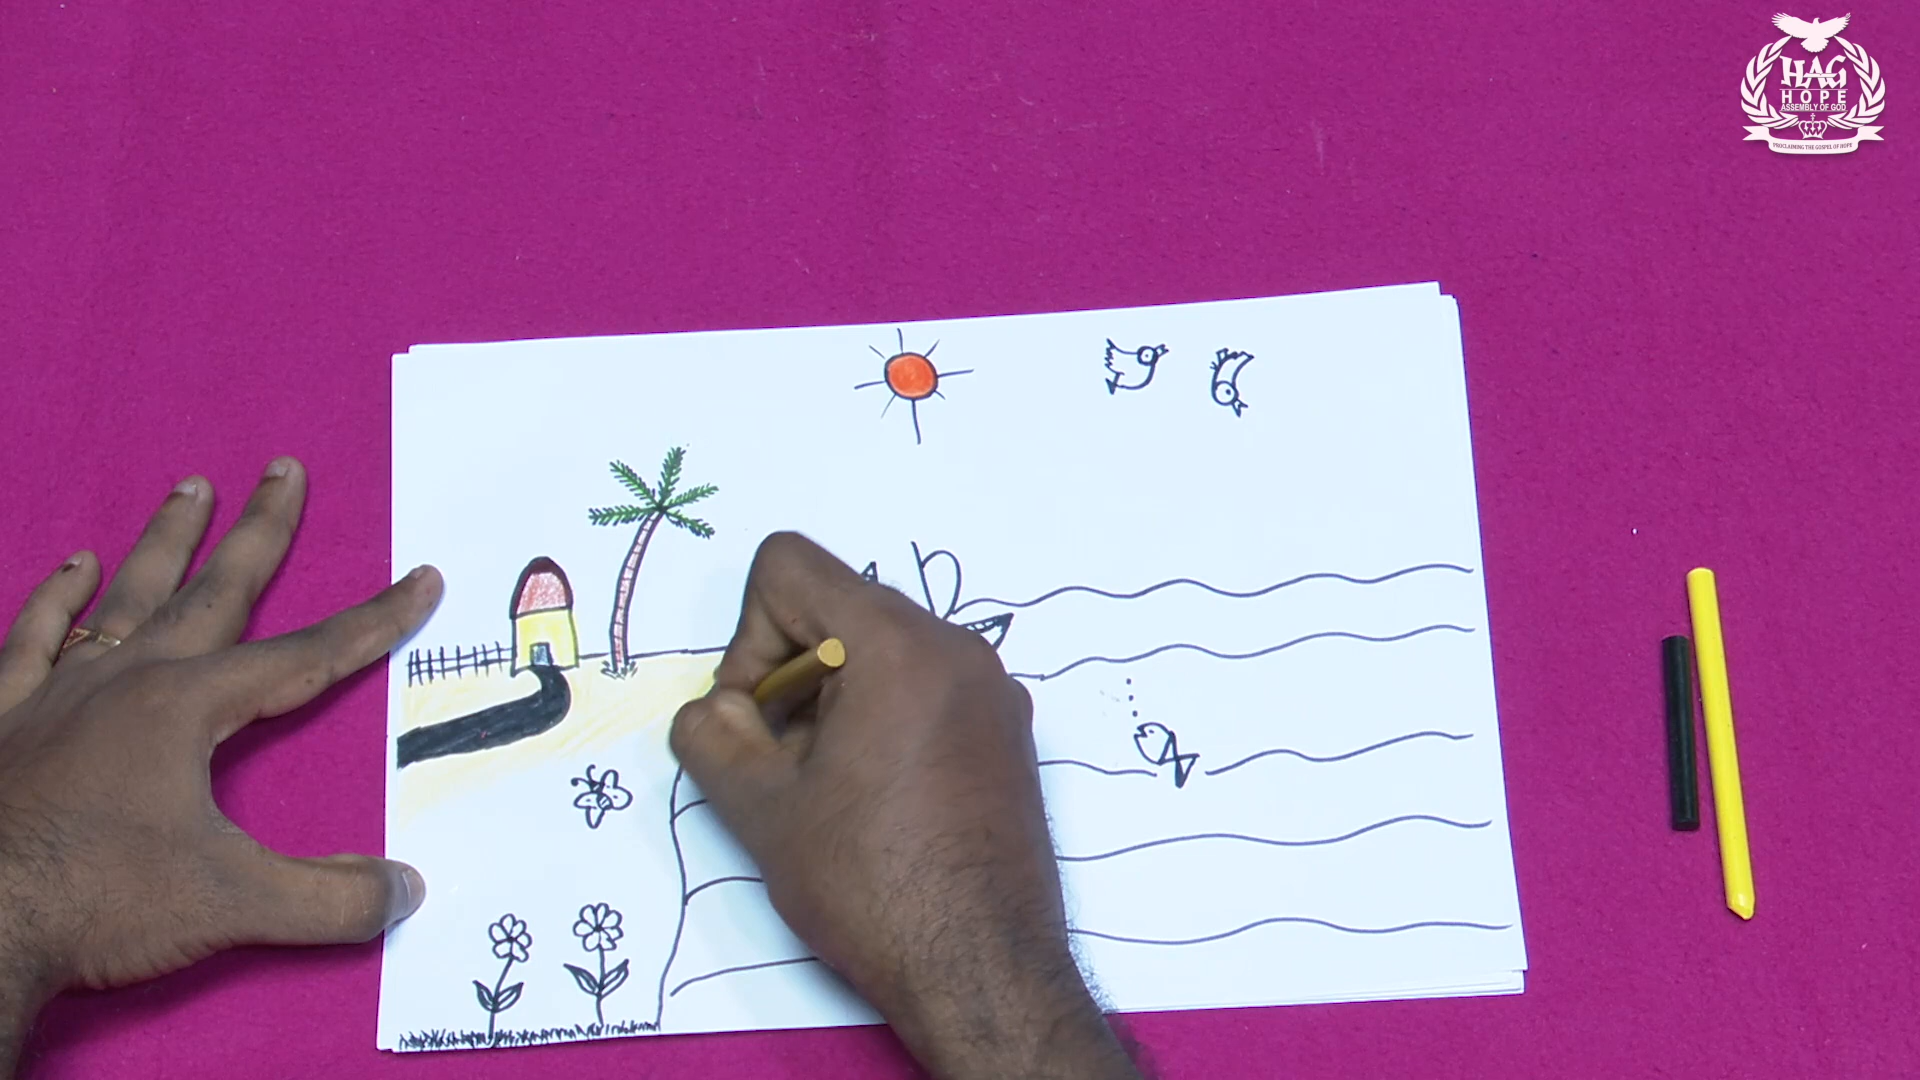 HAG
HOPE
ASSEMBLY OF GOD
PROCLAIMING THE GOSPEL OF HOPE